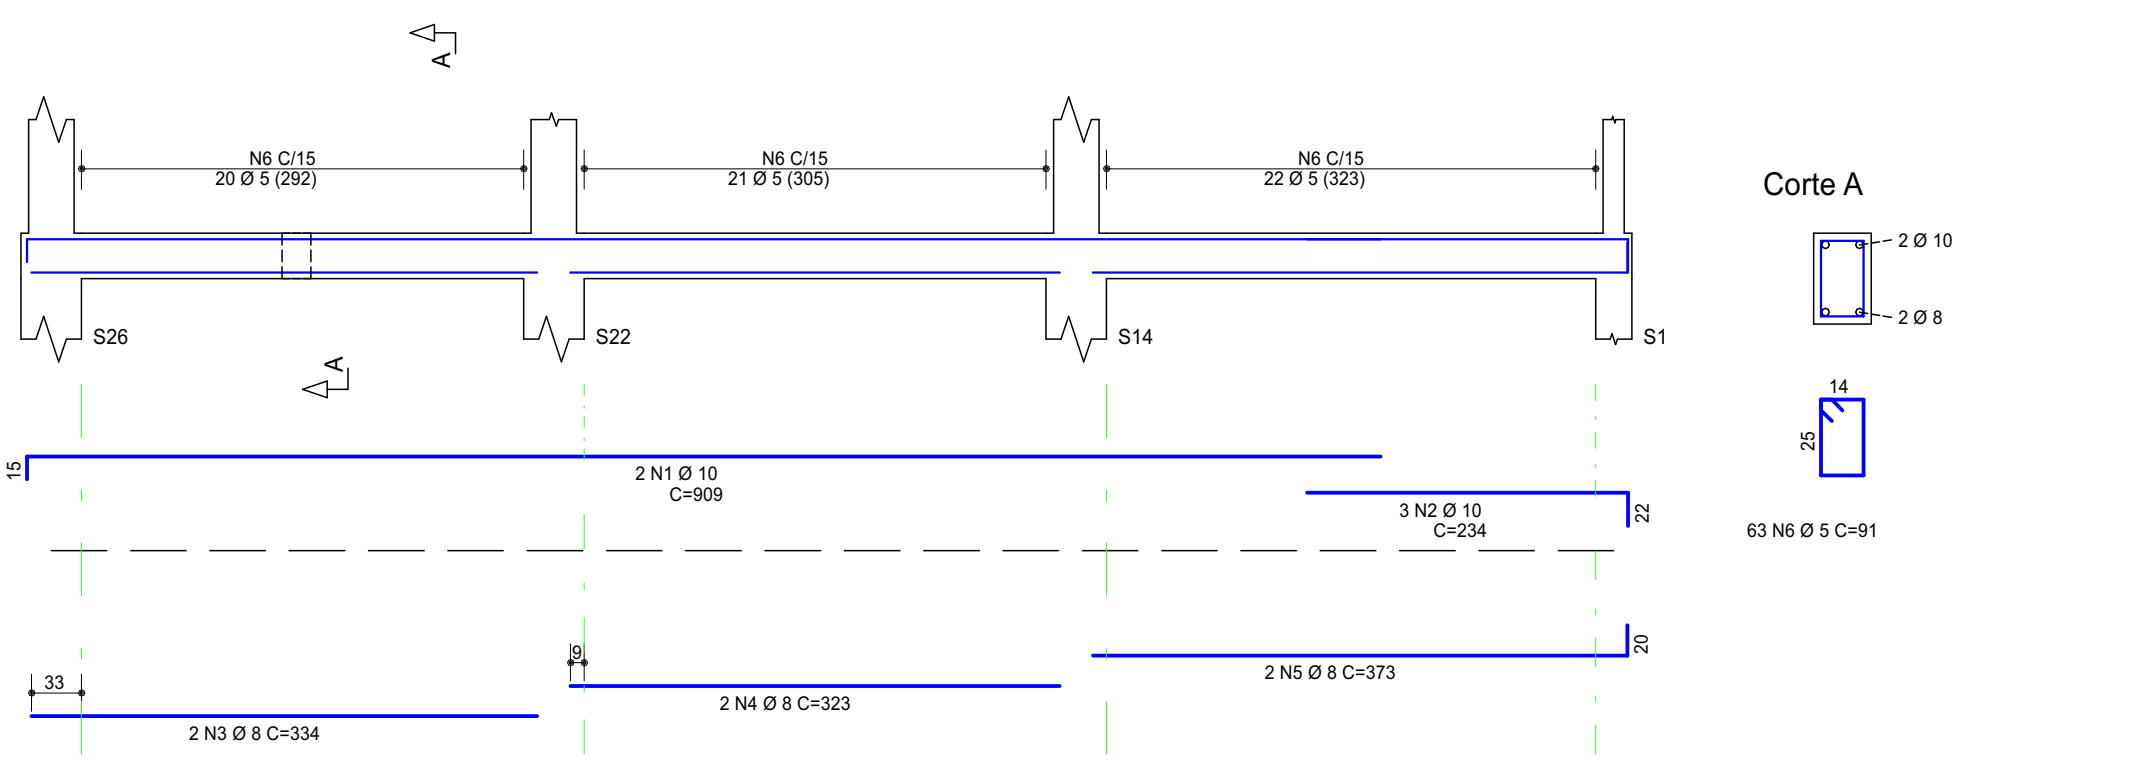 A
N6 C/15
20 Ø 5 (292)
N6 C/15
21 Ø 5 (305)
N6 C/15
22 Ø 5 (323)
Corte A
2 Ø 10
2 Ø 8
S26
S22
S14
S1
A
14
25
15
2 N1 Ø 10
C=909
3 N2 Ø 10
C=234
22
63 N6 Ø 5 C=91
20
9
33
2 N5 Ø 8 C=373
2 N4 Ø 8 C=323
2 N3 Ø 8 C=334